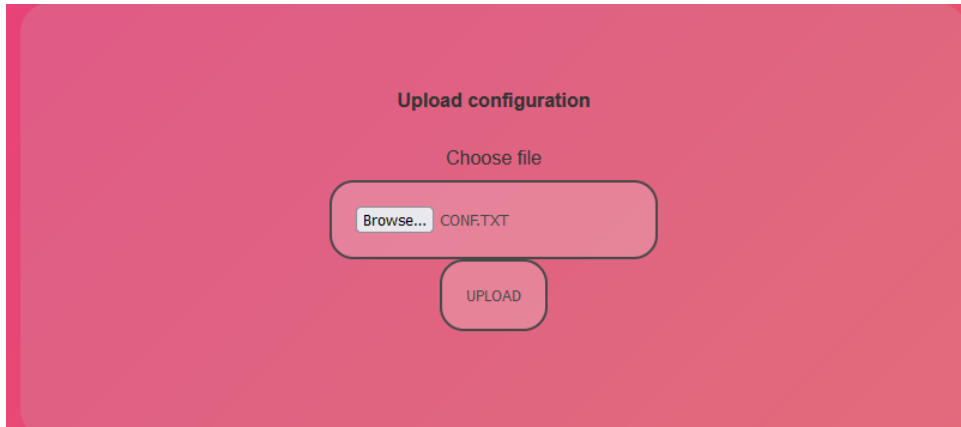 Upload configuration
Choose file
Browse... CONF.TXT
UPLOAD